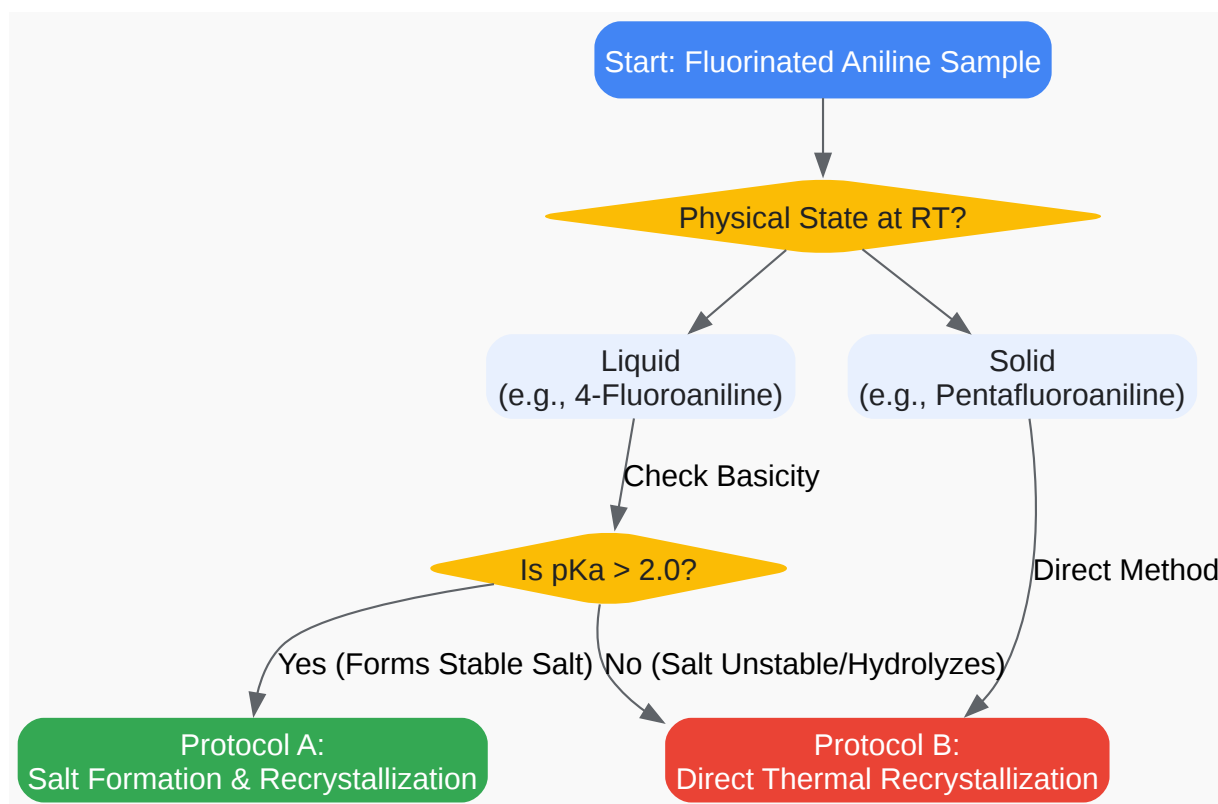 Start: Fluorinated Aniline Sample
Physical State at RT?
Liquid
(e.g., 4-Fluoroaniline)
Solid
(e.g., Pentafluoroaniline)
Check Basicity
Is pKa > 2.0?
Direct Method
Yes (Forms Stable Salt)
No (Salt Unstable/Hydrolyzes)
Protocol A:
Salt Formation & Recrystallization
Protocol B:
Direct Thermal Recrystallization